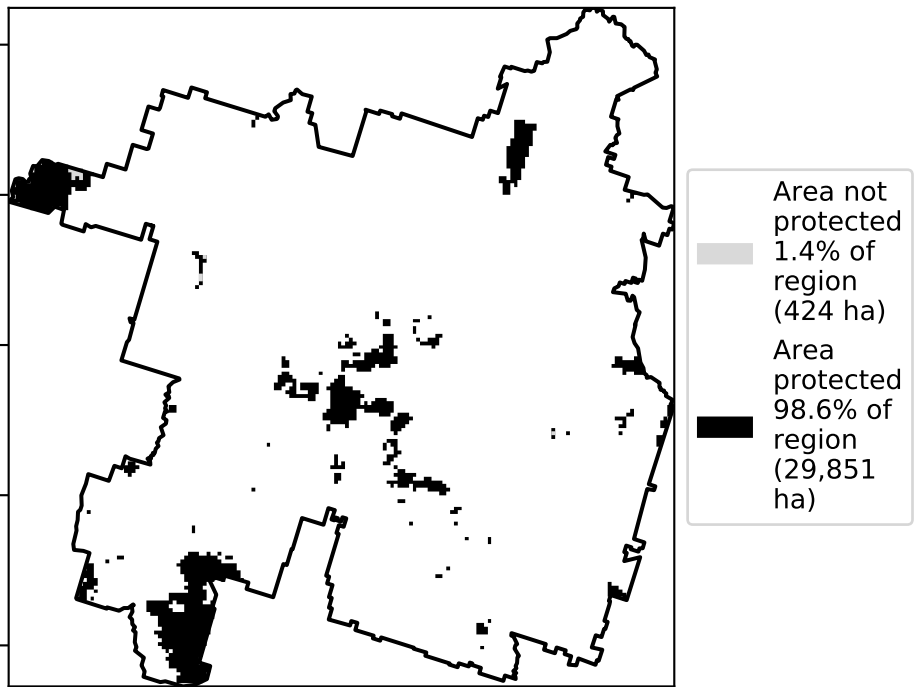 Area not
protected
1.4% of
region
(424 ha)
Area
protected
98.6% of
region
(29,851
ha)